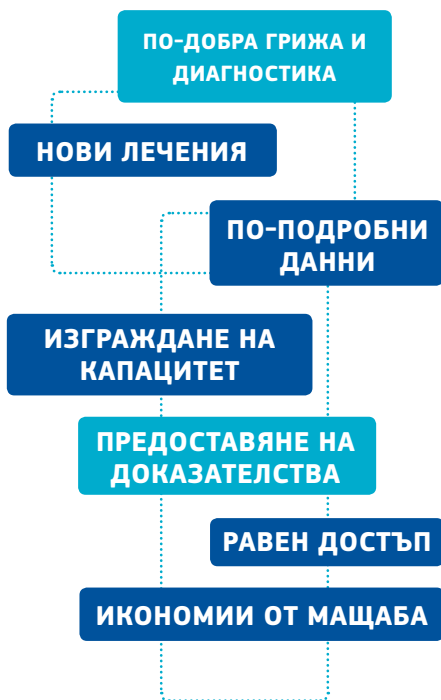 ПО-ДОБРА ГРИЖА И
ДИАГНОСТИКА
НОВИ ЛЕЧЕНИЯ
ПО-ПОДРОБНИ
ДАННИ
ИЗГРАЖДАНЕ НА
КАПАЦИТЕТ
ПРЕДОСТАВЯНЕ НА
ДОКАЗАТЕЛСТВА
РАВЕН ДОСТЪП
ИКОНОМИИ ОТ МАЩАБА